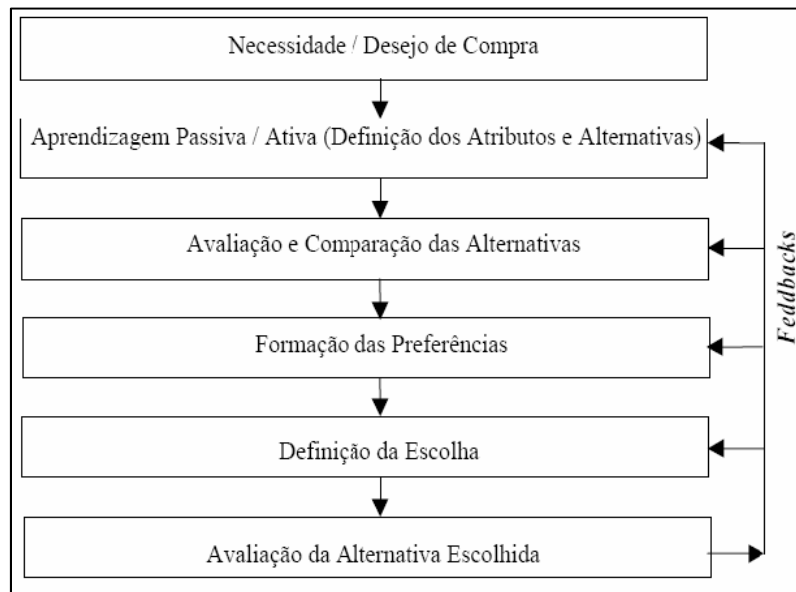 Necessidade / Desejo de Compra
Aprendizagem Passiva / Ativa (Definição dos Atributos e Alternativas)
Avaliação e Comparação das Alternativas
Formação das Preferências
Definição da Escolha
Avaliação da Alternativa Escolhida
Feddbacks